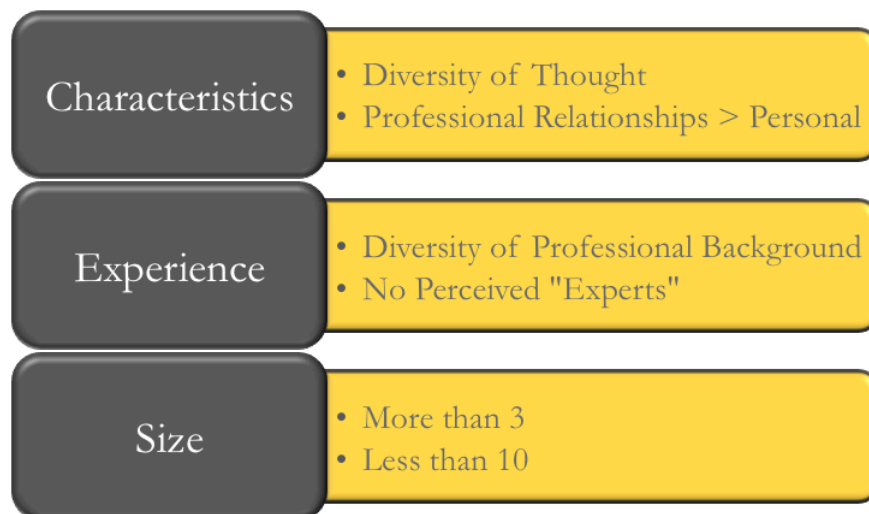 Characteristics
• Diversity of Thought
• Professional Relationships > Personal
Experience
• Diversity of Professional Background
• No Perceived "Experts"
Size
• More than 3
• Less than 10